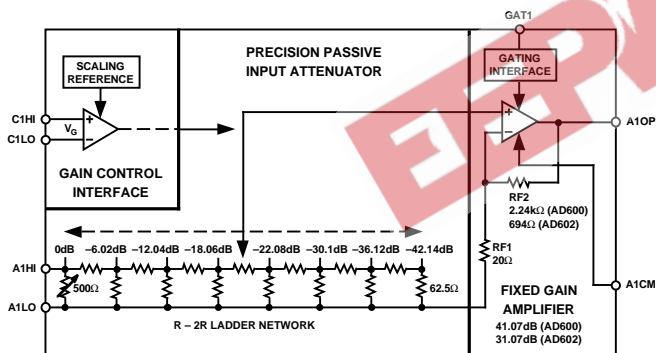 GAT1
C1HI
C1LO
SCALING
REFERENCE
VG
+
–
GAIN CONTROL
INTERFACE
PRECISION PASSIVE
INPUT ATTENUATOR
GATING
INTERFACE
+
–
A1OP
RF2
2.24kΩ (AD600)
694Ω (AD602)
RF1
20Ω
0dB –6.02dB –12.04dB –18.06dB –22.08dB –30.1dB –36.12dB –42.14dB
A1HI
500Ω
62.5Ω
A1LO
R – 2R LADDER NETWORK
A1CM
FIXED GAIN
AMPLIFIER
41.07dB (AD600)
31.07dB (AD602)